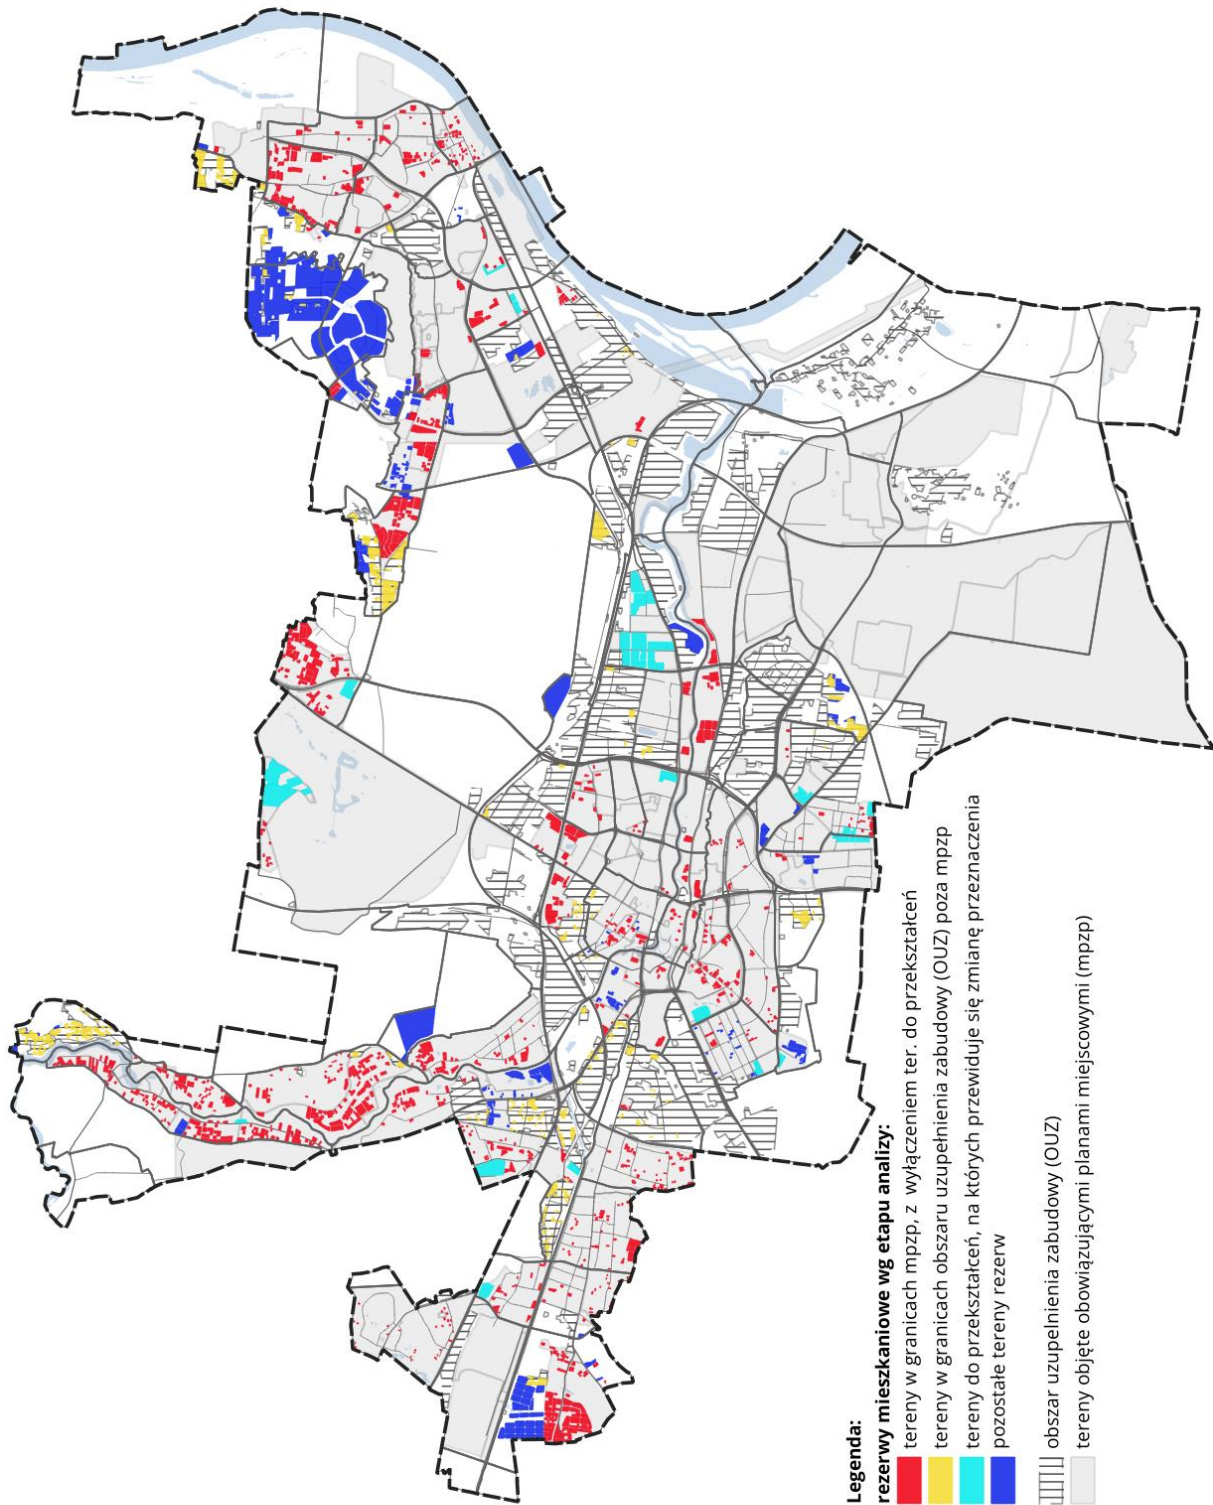 Legenda:
rezerwy mieszkaniowe wg etapu analizy:
tereny w granicach mpzp, z wyłączeniem ter. do przekształceń
tereny w granicach obszaru uzupełnienia zabudowy (OUZ) poza mpzp
tereny do przekształceń, na których przewiduje się zmianę przeznaczenia
pozostałe tereny rezerw
obszar uzupełnienia zabudowy (OUZ)
tereny objęte obowiązującymi planami miejscowymi (mpzp)